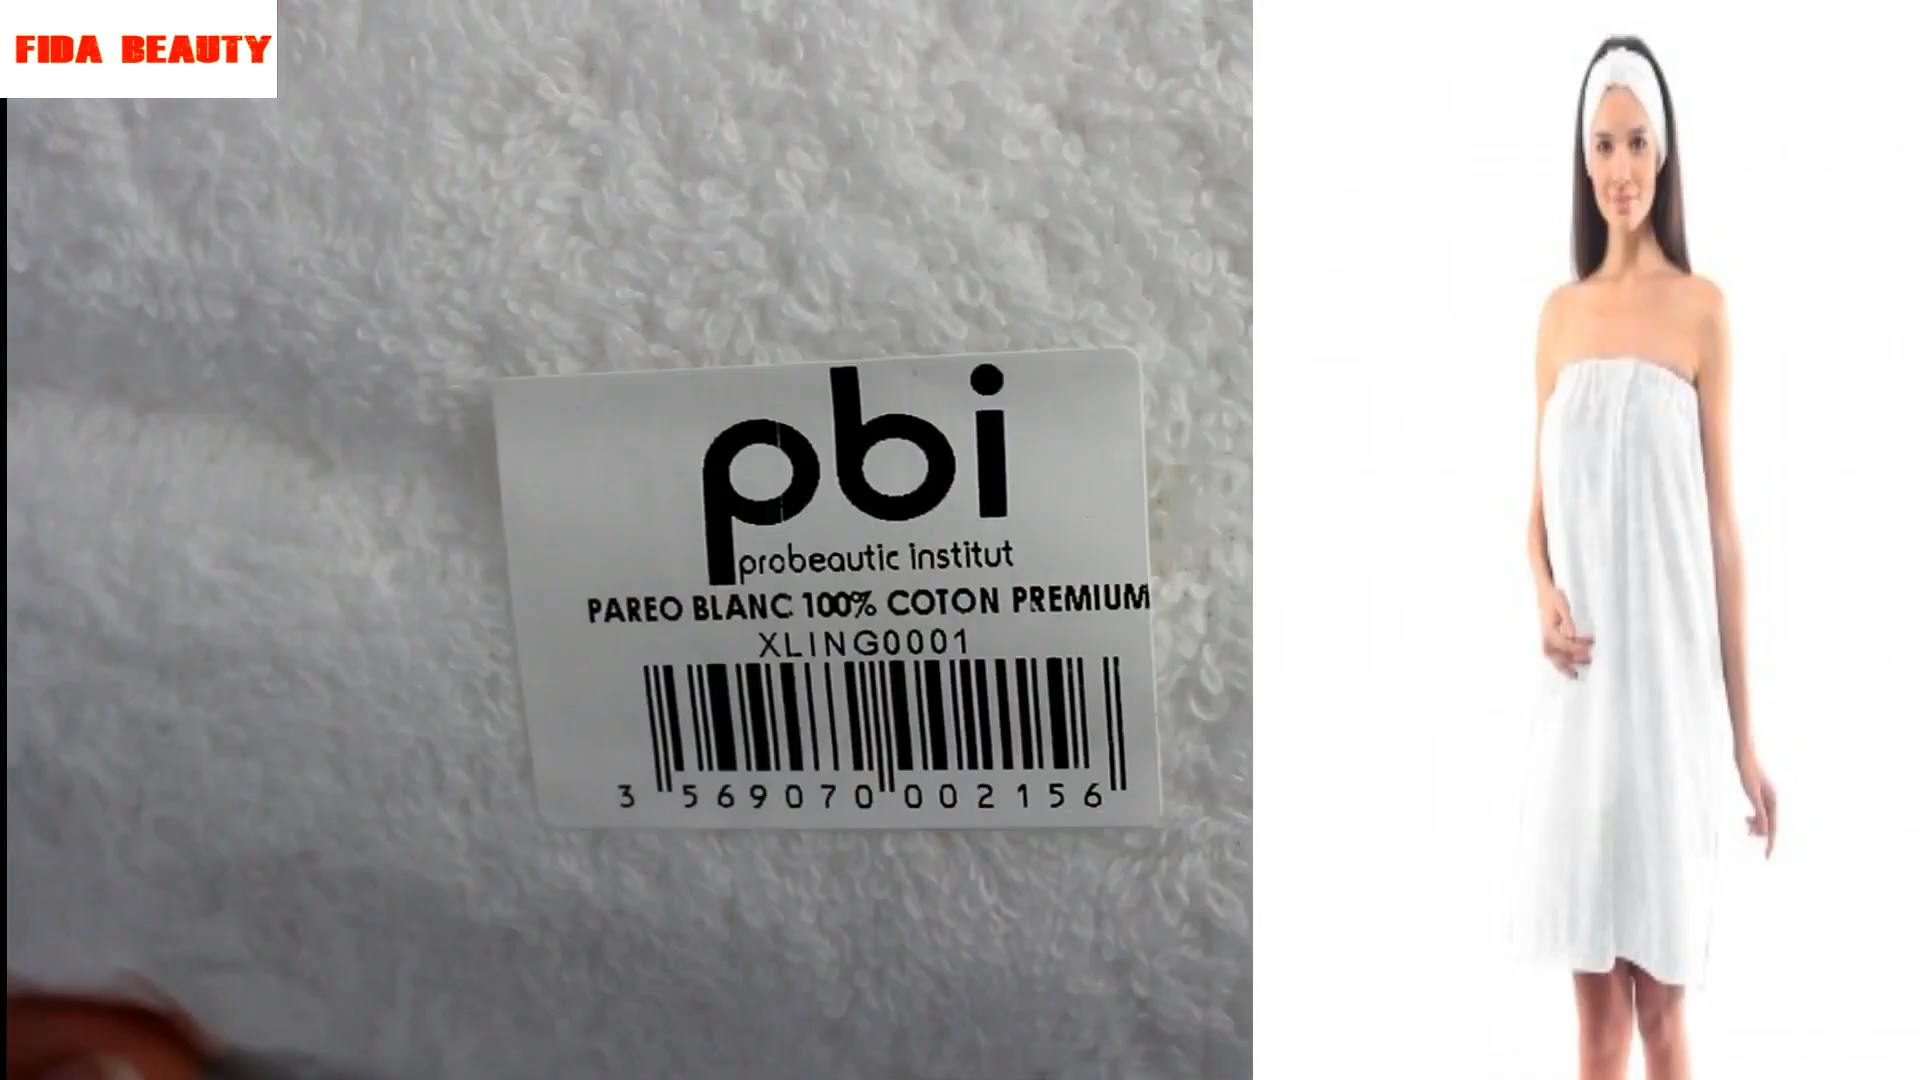 FIDA BEAUTY
pbi
probeautic institut
PAREO BLANC 100% COTON PREMIUM
XLING0001
3 569070 002156